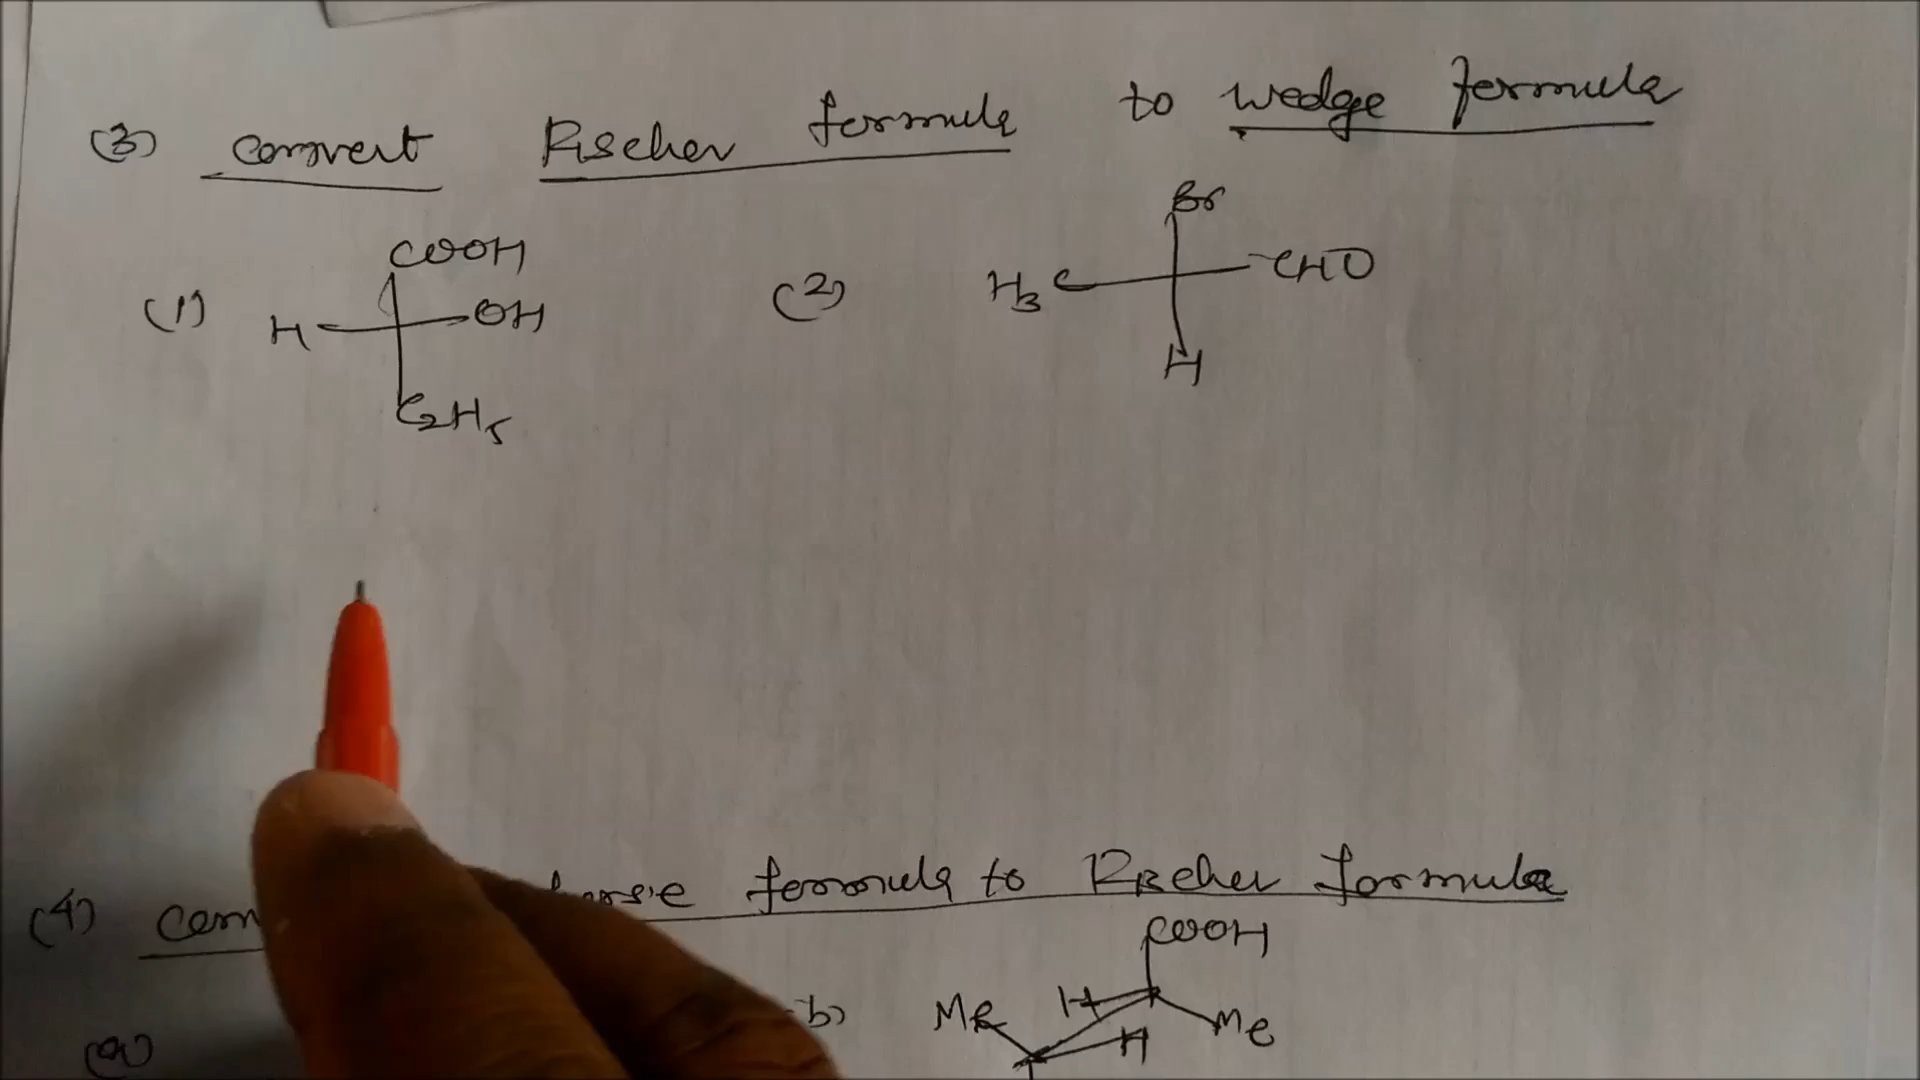 (3) convert Fischer formula to wedge formula
(1) COOH
H OH
C2H5
(2) Br
H3C CHO
H
(4) formula to Fischer formula
(a)
b) COOH
Me H Me
H